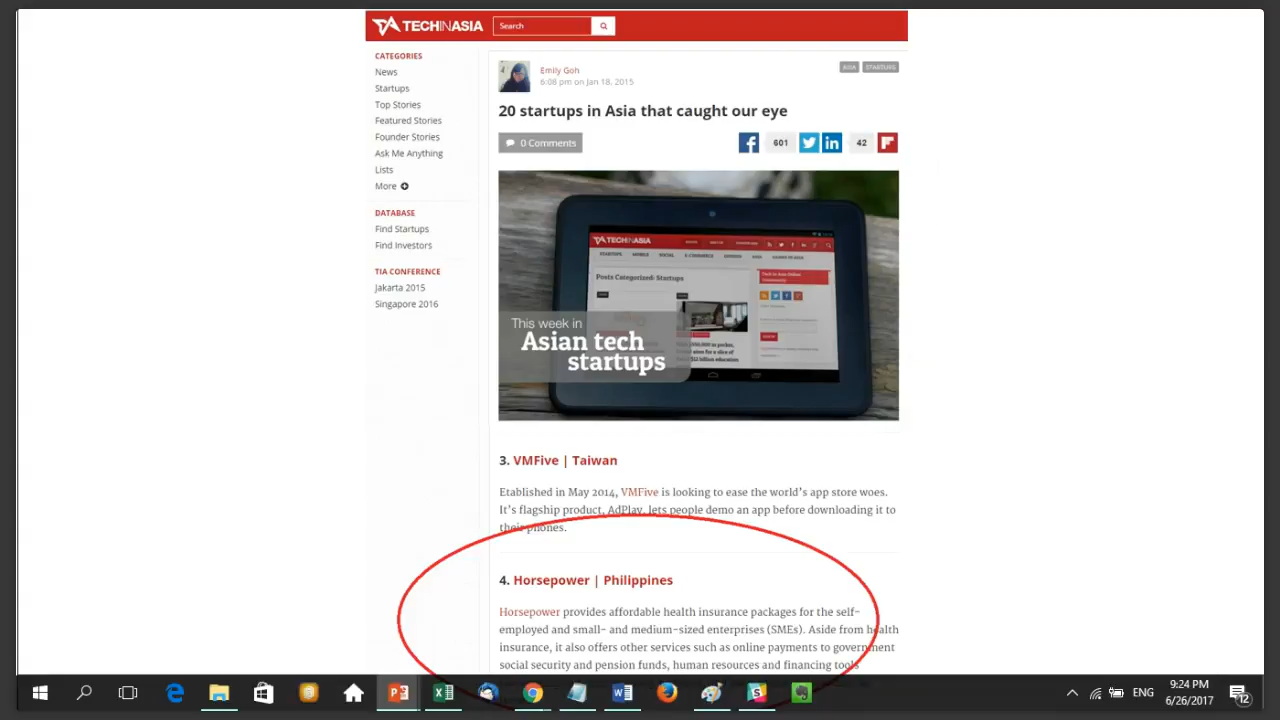 TECHINASIA
Search
CATEGORIES
News
Startups
Top Stories
Featured Stories
Founder Stories
Ask Me Anything
Lists
More
DATABASE
Find Startups
Find Investors
TIA CONFERENCE
Jakarta 2015
Singapore 2016
Emily Goh
6:08 pm on Jan 18, 2015
ASIA STARTUPS
20 startups in Asia that caught our eye
0 Comments
601
42
TECHINASIA
Posts Categorized: Startups
This week in
Asian tech
startups
3. VMFive | Taiwan
Etablished in May 2014, VMFive is looking to ease the world's app store woes.
It's flagship product, AdPlay, lets people demo an app before downloading it to
their phones.
4. Horsepower | Philippines
Horsepower provides affordable health insurance packages for the self-
employed and small- and medium-sized enterprises (SMEs). Aside from health
insurance, it also offers other services such as online payments to government
social security and pension funds, human resources and financing tools
ENG
9:24 PM
6/26/2017
12